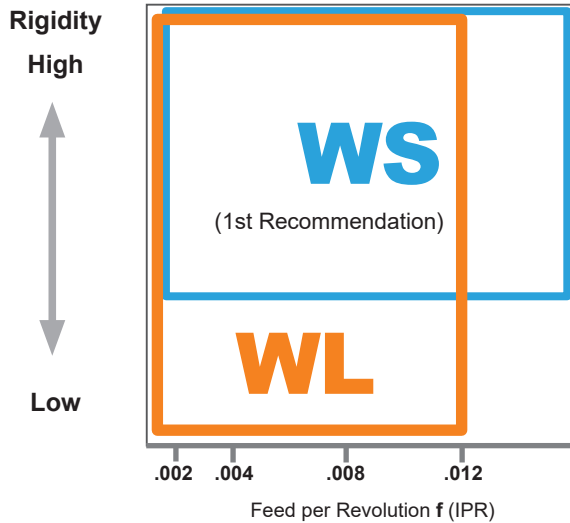 Rigidity
High
WS
(1st Recommendation)
WL
Low
.002 .004 .008 .012
Feed per Revolution f (IPR)